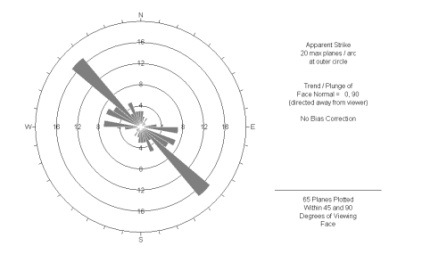 N
16
12
8
4
W 16 12 8 8 12 16 E
4
8
12
16
S
Apparent Strike
20 max planes / arc
at outer circle
Trend / Plunge of
Face Normal = 0, 90
(directed away from viewer)
No Bias Correction
65 Planes Plotted
Within 45 and 90
Degrees of Viewing
Face